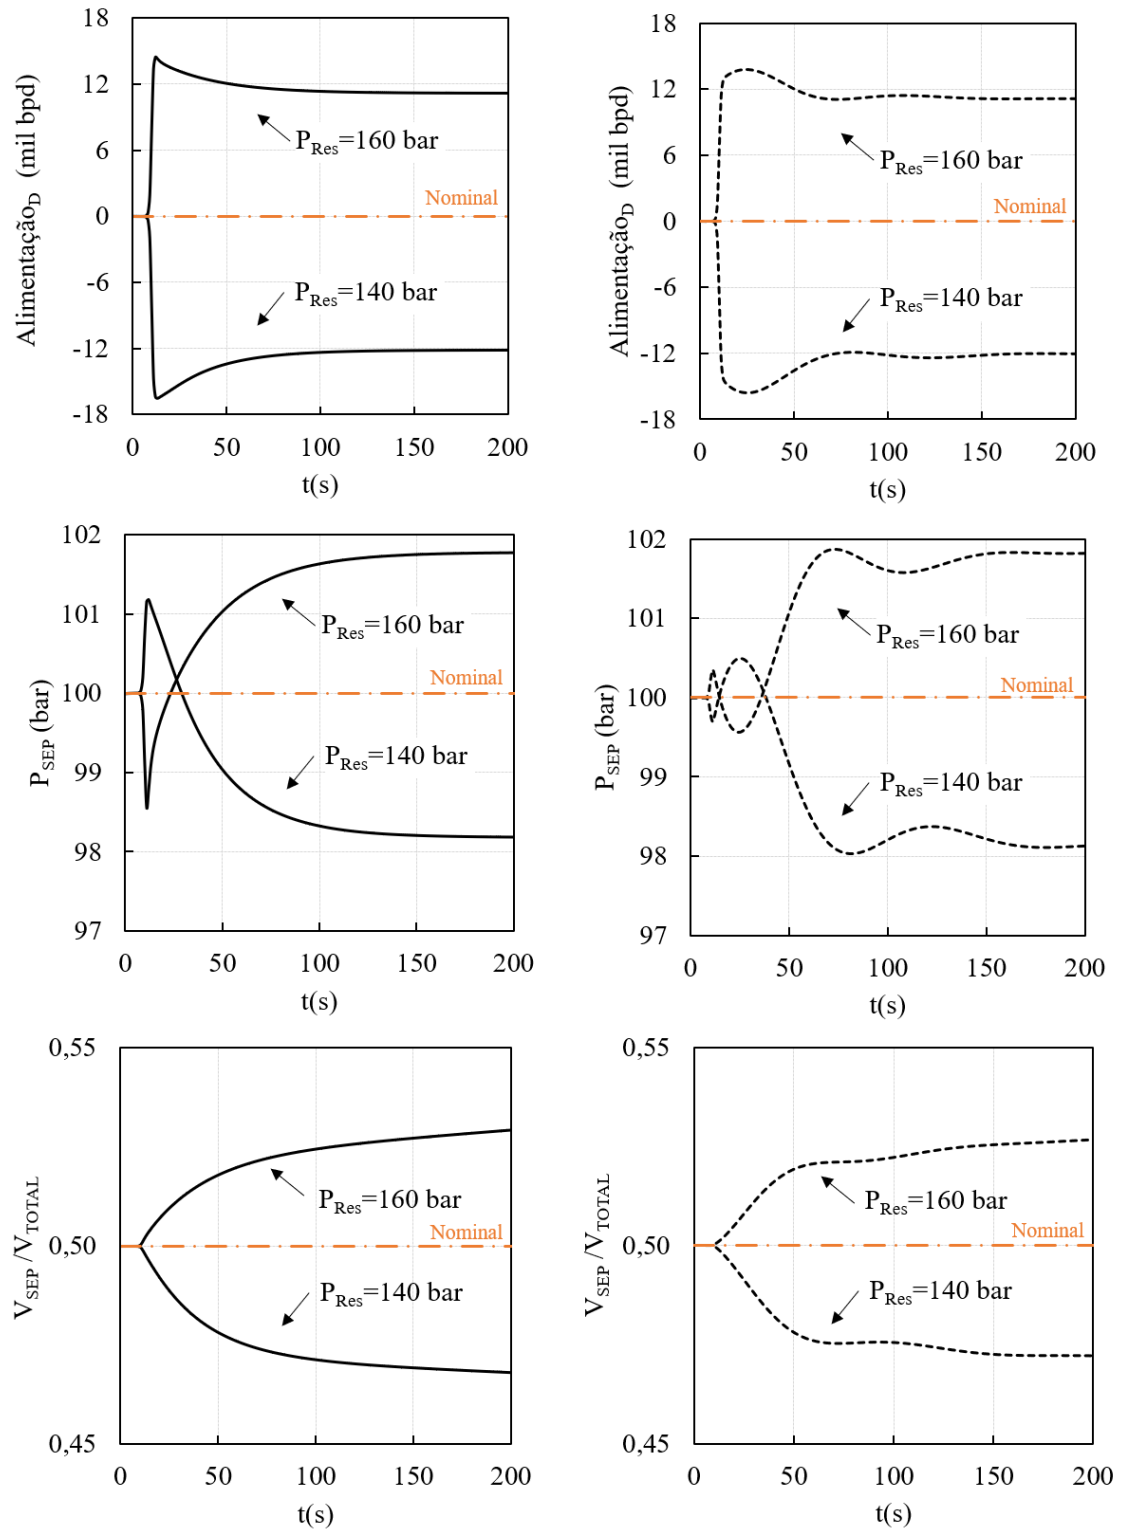 18
12
6
0
-6
-12
-18
Alimentação_D (mil bpd)
P_Res=160 bar
Nominal
P_Res=140 bar
0 50 100 150 200
t(s)
18
12
6
0
-6
-12
-18
Alimentação_D (mil bpd)
P_Res=160 bar
Nominal
P_Res=140 bar
0 50 100 150 200
t(s)
102
101
100
99
98
97
P_SEP (bar)
P_Res=160 bar
Nominal
P_Res=140 bar
0 50 100 150 200
t(s)
102
101
100
99
98
97
P_SEP (bar)
P_Res=160 bar
Nominal
P_Res=140 bar
0 50 100 150 200
t(s)
0,55
0,50
0,45
V_SEP /V_TOTAL
P_Res=160 bar
Nominal
P_Res=140 bar
0 50 100 150 200
t(s)
0,55
0,50
0,45
V_SEP /V_TOTAL
P_Res=160 bar
Nominal
P_Res=140 bar
0 50 100 150 200
t(s)